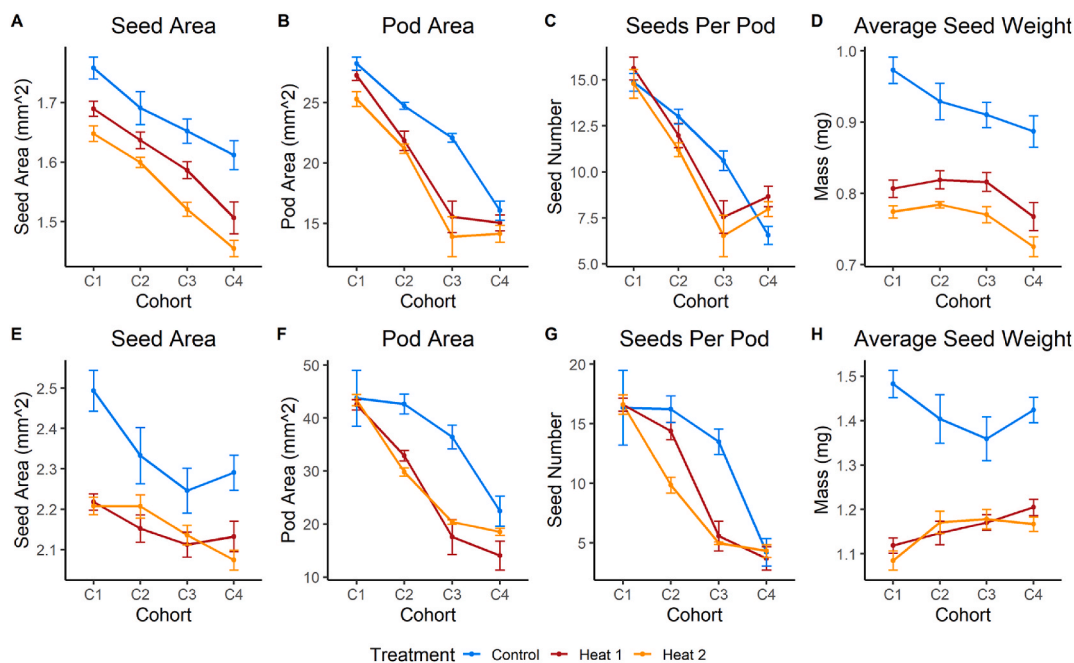 A Seed Area
Seed Area (mm^2)
1.7
1.6
1.5
C1 C2 C3 C4
Cohort
B Pod Area
Pod Area (mm^2)
25
20
15
C1 C2 C3 C4
Cohort
C Seeds Per Pod
Seed Number
15.0
12.5
10.0
7.5
5.0
C1 C2 C3 C4
Cohort
D Average Seed Weight
Mass (mg)
1.0
0.9
0.8
0.7
C1 C2 C3 C4
Cohort
E Seed Area
Seed Area (mm^2)
2.5
2.4
2.3
2.2
2.1
C1 C2 C3 C4
Cohort
F Pod Area
Pod Area (mm^2)
50
40
30
20
10
C1 C2 C3 C4
Cohort
G Seeds Per Pod
Seed Number
20
15
10
5
C1 C2 C3 C4
Cohort
H Average Seed Weight
Mass (mg)
1.5
1.4
1.3
1.2
1.1
C1 C2 C3 C4
Cohort
Treatment Control Heat 1 Heat 2